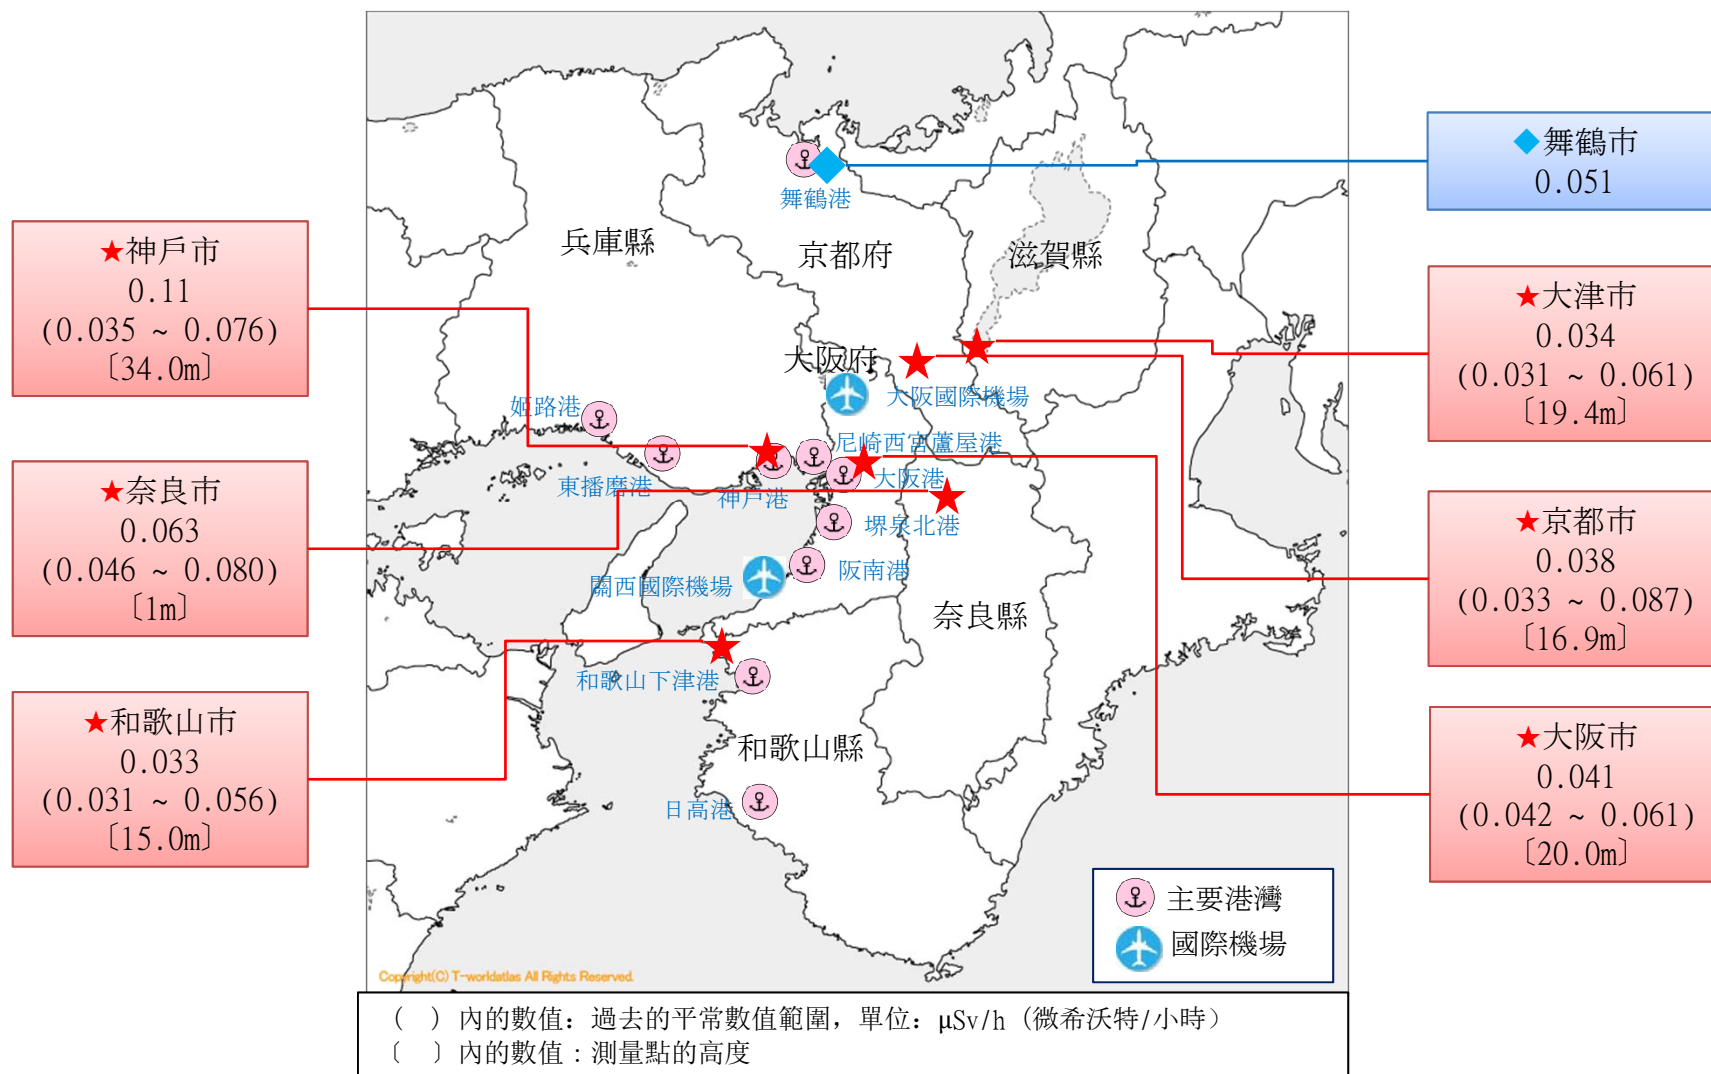 ★神戶市
0.11
(0.035 ~ 0.076)
〔34.0m〕
★奈良市
0.063
(0.046 ~ 0.080)
〔1m〕
★和歌山市
0.033
(0.031 ~ 0.056)
〔15.0m〕
舞鶴港
兵庫縣
京都府
滋賀縣
大阪府
大阪國際機場
姬路港
尼崎西宮蘆屋港
東播磨港
神戶港
大阪港
堺泉北港
阪南港
關西國際機場
奈良縣
和歌山下津港
和歌山縣
日高港
◆舞鶴市
0.051
★大津市
0.034
(0.031 ~ 0.061)
〔19.4m〕
★京都市
0.038
(0.033 ~ 0.087)
〔16.9m〕
★大阪市
0.041
(0.042 ~ 0.061)
〔20.0m〕
主要港灣
國際機場
Copyright(C) T-worldatlas All Rights Reserved.
（　）內的數值：過去的平常數值範圍，單位：μSv/h（微希沃特/小時）
〔　〕內的數值：測量點的高度